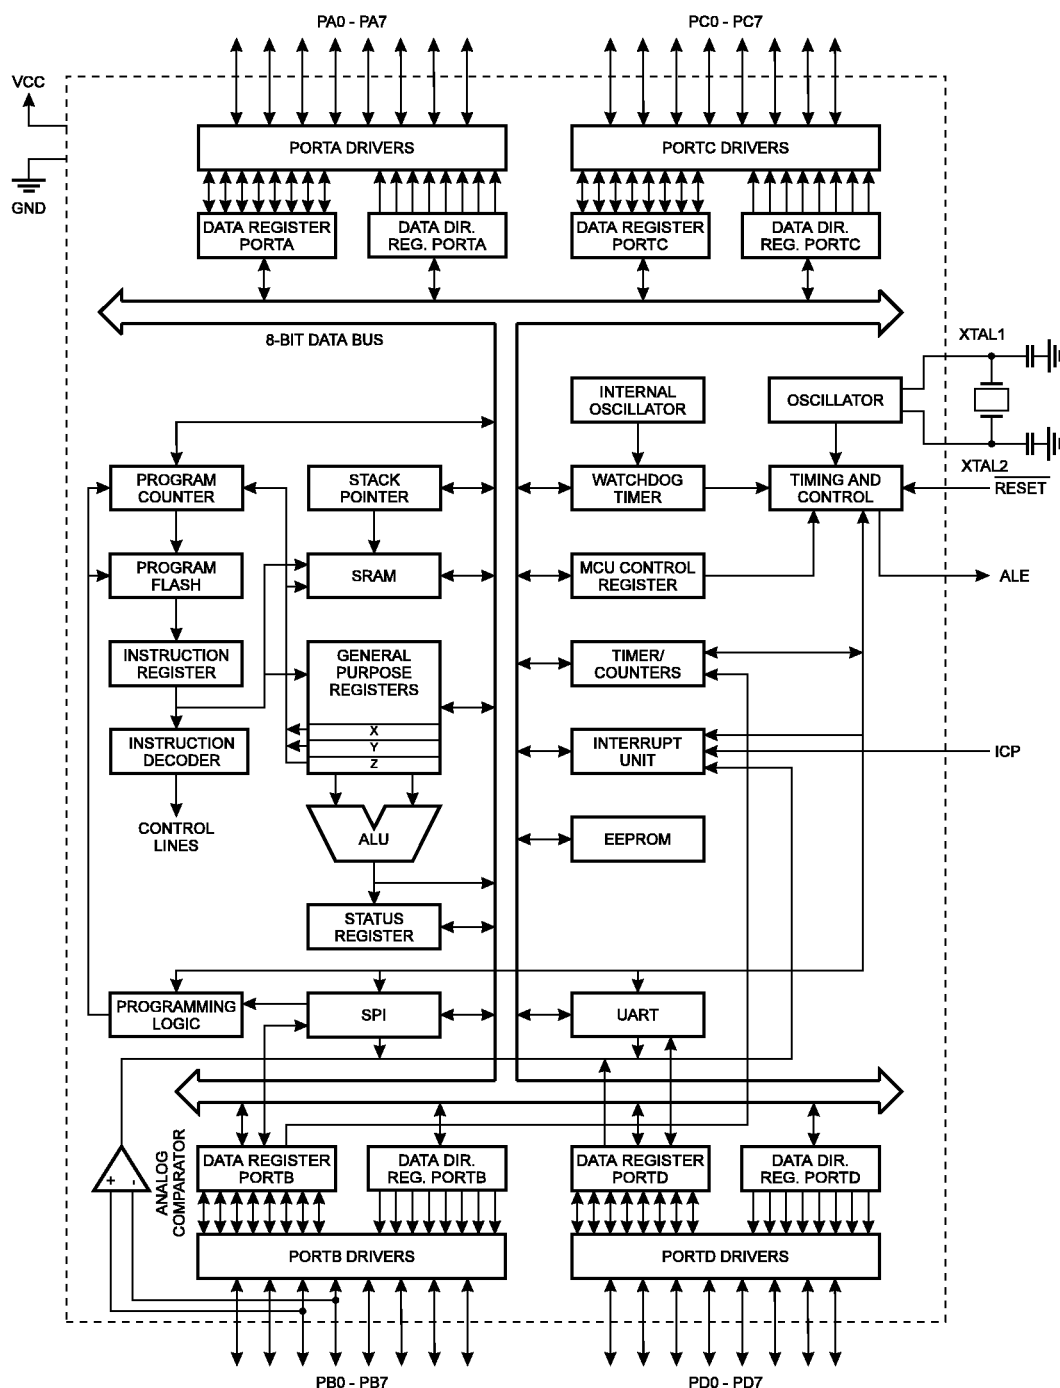 PA0 - PA7
PC0 - PC7
VCC
PORTA DRIVERS
PORTC DRIVERS
GND
DATA REGISTER
PORTA
DATA DIR.
REG. PORTA
DATA REGISTER
PORTC
DATA DIR.
REG. PORTC
8-BIT DATA BUS
XTAL1
INTERNAL
OSCILLATOR
OSCILLATOR
XTAL2
PROGRAM
COUNTER
STACK
POINTER
WATCHDOG
TIMER
TIMING AND
CONTROL
RESET
PROGRAM
FLASH
SRAM
MCU CONTROL
REGISTER
ALE
INSTRUCTION
REGISTER
GENERAL
PURPOSE
REGISTERS
TIMER/
COUNTERS
X
Y
Z
INSTRUCTION
DECODER
INTERRUPT
UNIT
ICP
CONTROL
LINES
ALU
EEPROM
STATUS
REGISTER
PROGRAMMING
LOGIC
SPI
UART
+
-
ANALOG
COMPARATOR
DATA REGISTER
PORTB
DATA DIR.
REG. PORTB
DATA REGISTER
PORTD
DATA DIR.
REG. PORTD
PORTB DRIVERS
PORTD DRIVERS
PB0 - PB7
PD0 - PD7